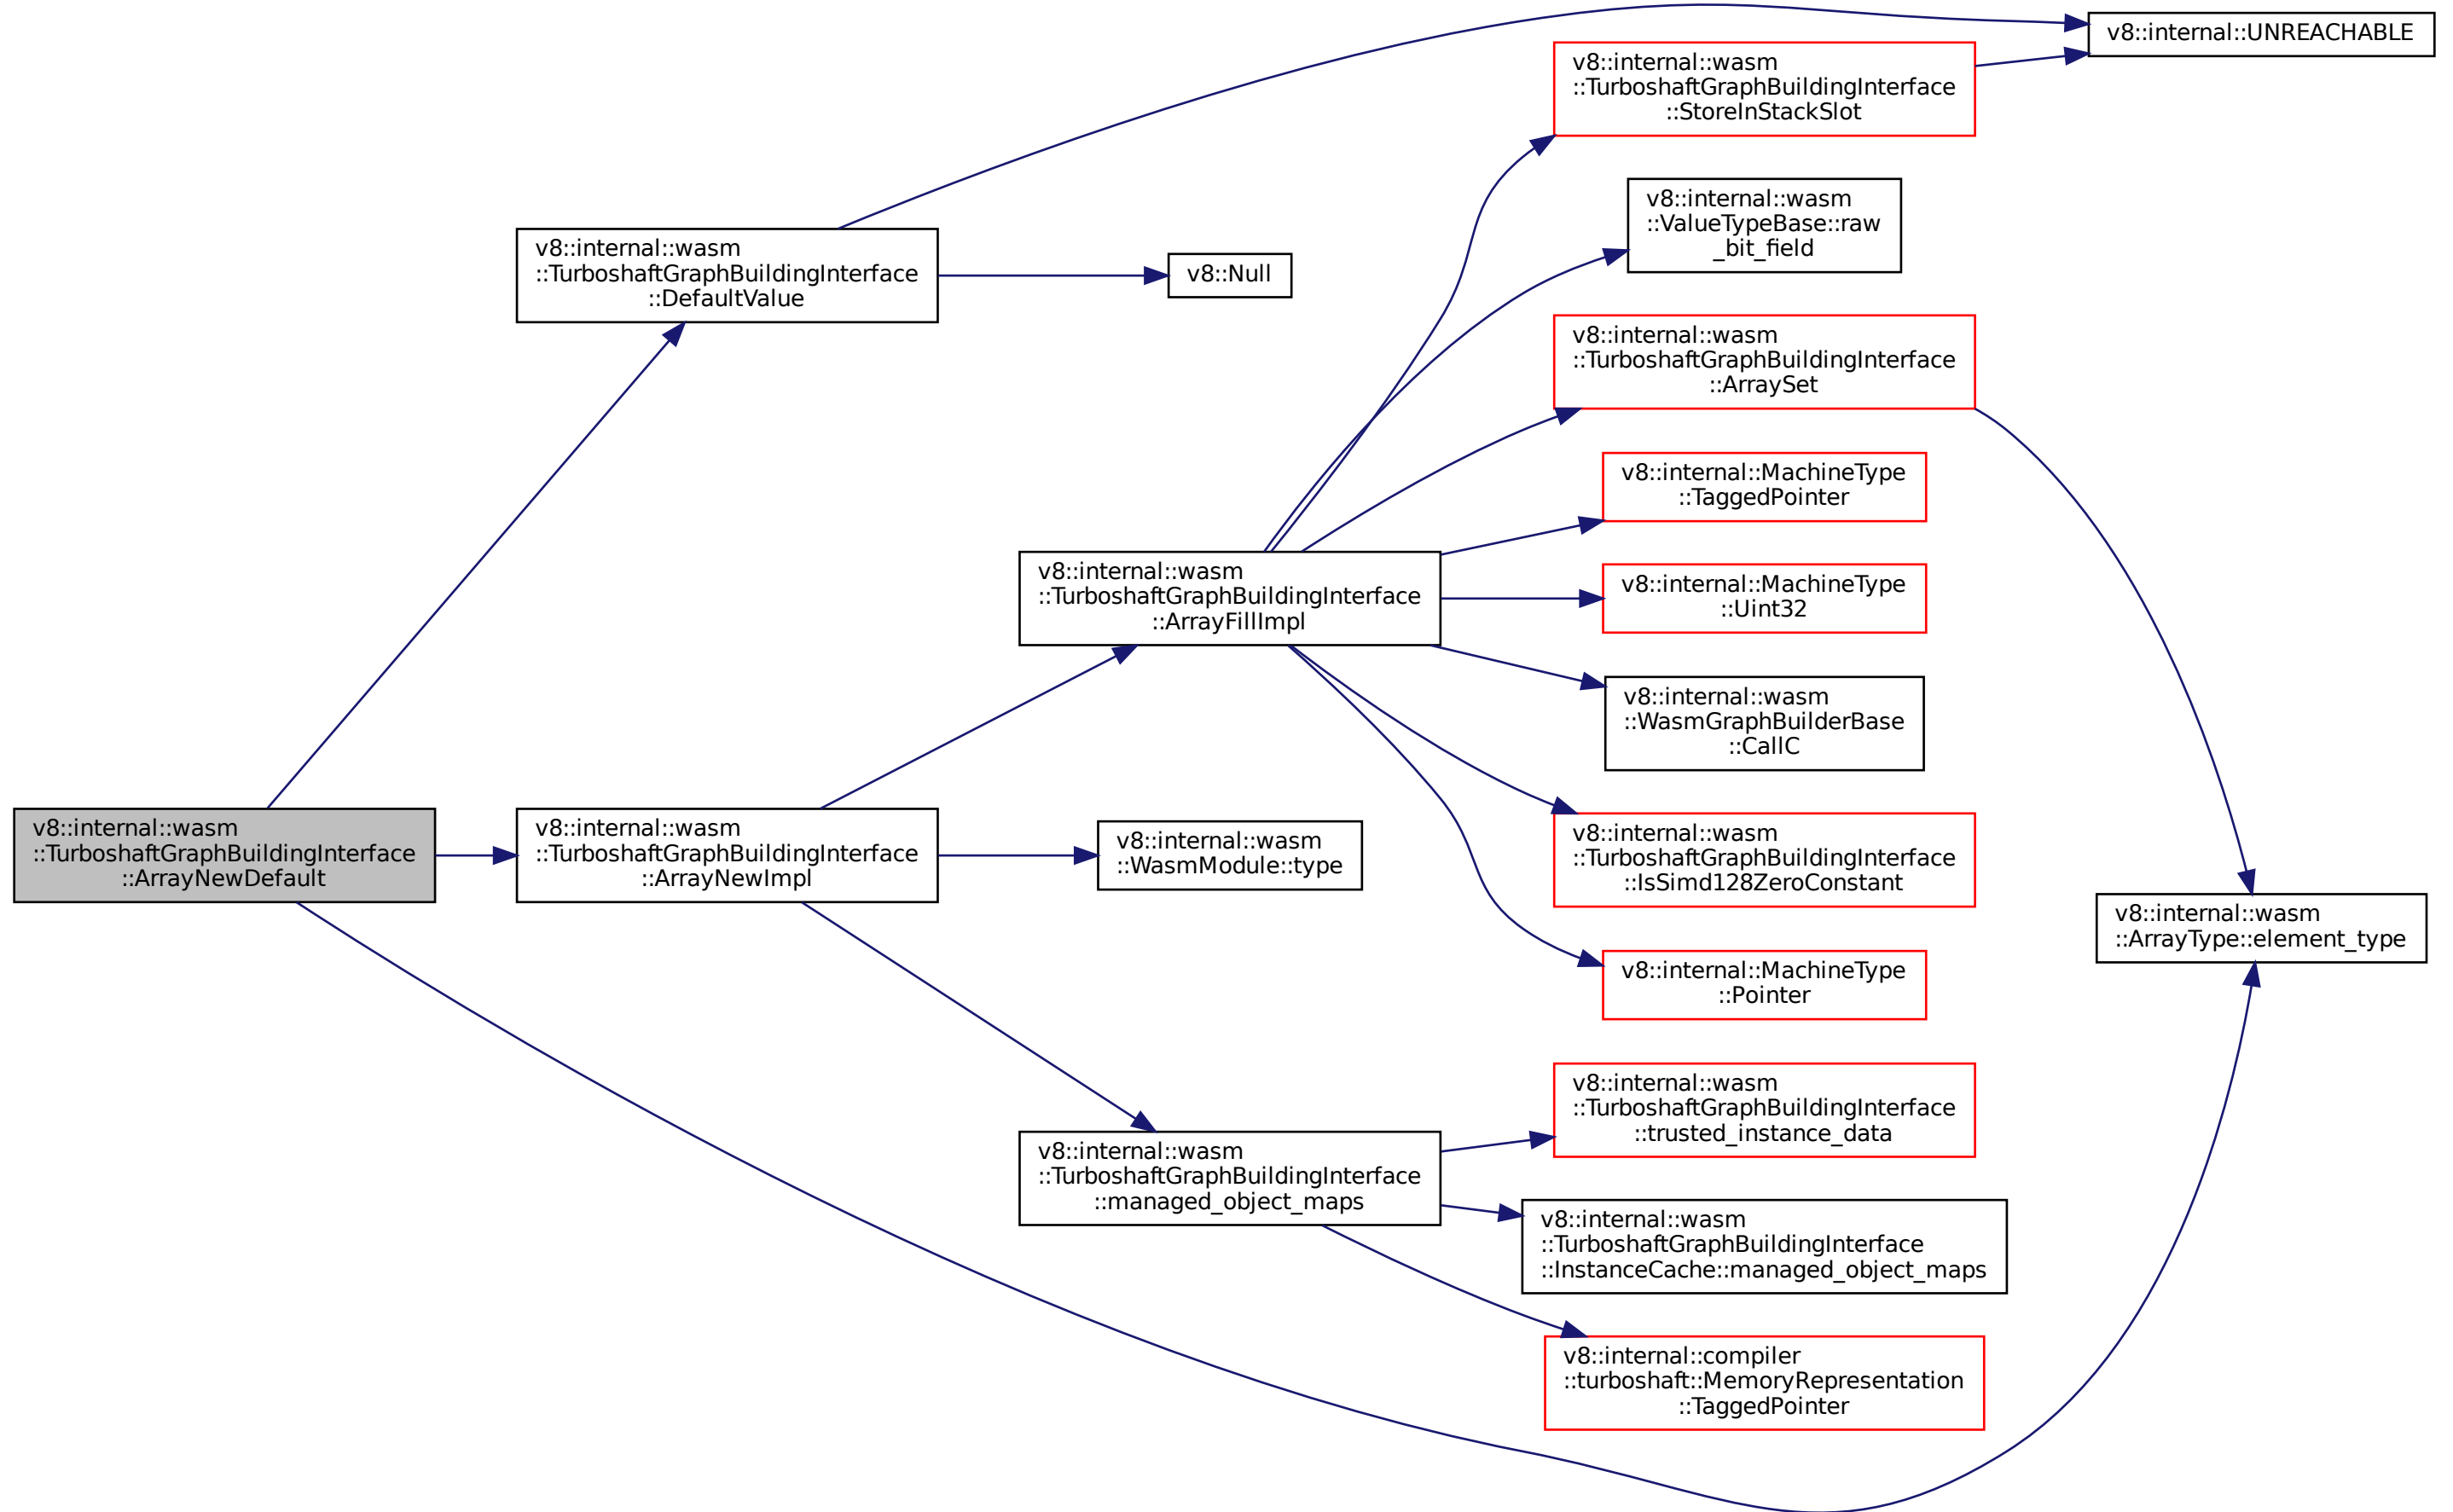 v8::internal::UNREACHABLE
v8::internal::wasm
::TurboshaftGraphBuildingInterface
::StoreInStackSlot
v8::internal::wasm
::ValueTypeBase::raw
_bit_field
v8::internal::wasm
::TurboshaftGraphBuildingInterface
::DefaultValue
v8::Null
v8::internal::wasm
::TurboshaftGraphBuildingInterface
::ArraySet
v8::internal::MachineType
::TaggedPointer
v8::internal::wasm
::TurboshaftGraphBuildingInterface
::ArrayFillImpl
v8::internal::MachineType
::Uint32
v8::internal::wasm
::WasmGraphBuilderBase
::CallC
v8::internal::wasm
::TurboshaftGraphBuildingInterface
::ArrayNewDefault
v8::internal::wasm
::TurboshaftGraphBuildingInterface
::ArrayNewImpl
v8::internal::wasm
::WasmModule::type
v8::internal::wasm
::TurboshaftGraphBuildingInterface
::IsSimd128ZeroConstant
v8::internal::wasm
::ArrayType::element_type
v8::internal::MachineType
::Pointer
v8::internal::wasm
::TurboshaftGraphBuildingInterface
::trusted_instance_data
v8::internal::wasm
::TurboshaftGraphBuildingInterface
::managed_object_maps
v8::internal::wasm
::TurboshaftGraphBuildingInterface
::InstanceCache::managed_object_maps
v8::internal::compiler
::turboshaft::MemoryRepresentation
::TaggedPointer